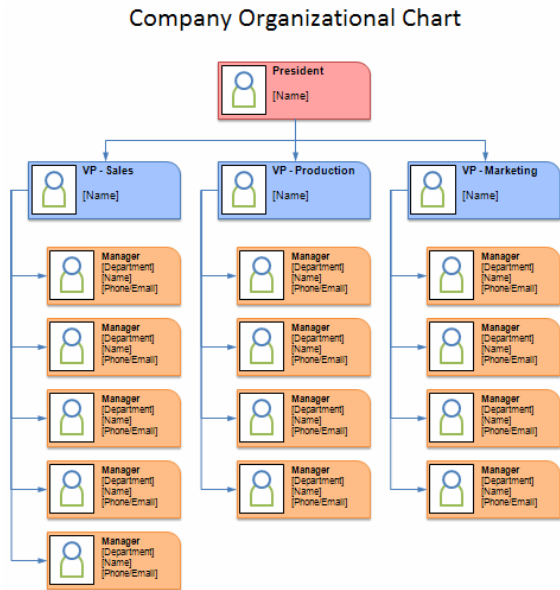 Company Organizational Chart
President
[Name]
VP - Sales
[Name]
VP - Production
[Name]
VP - Marketing
[Name]
Manager
[Department]
[Name]
[Phone/Email]
Manager
[Department]
[Name]
[Phone/Email]
Manager
[Department]
[Name]
[Phone/Email]
Manager
[Department]
[Name]
[Phone/Email]
Manager
[Department]
[Name]
[Phone/Email]
Manager
[Department]
[Name]
[Phone/Email]
Manager
[Department]
[Name]
[Phone/Email]
Manager
[Department]
[Name]
[Phone/Email]
Manager
[Department]
[Name]
[Phone/Email]
Manager
[Department]
[Name]
[Phone/Email]
Manager
[Department]
[Name]
[Phone/Email]
Manager
[Department]
[Name]
[Phone/Email]
Manager
[Department]
[Name]
[Phone/Email]